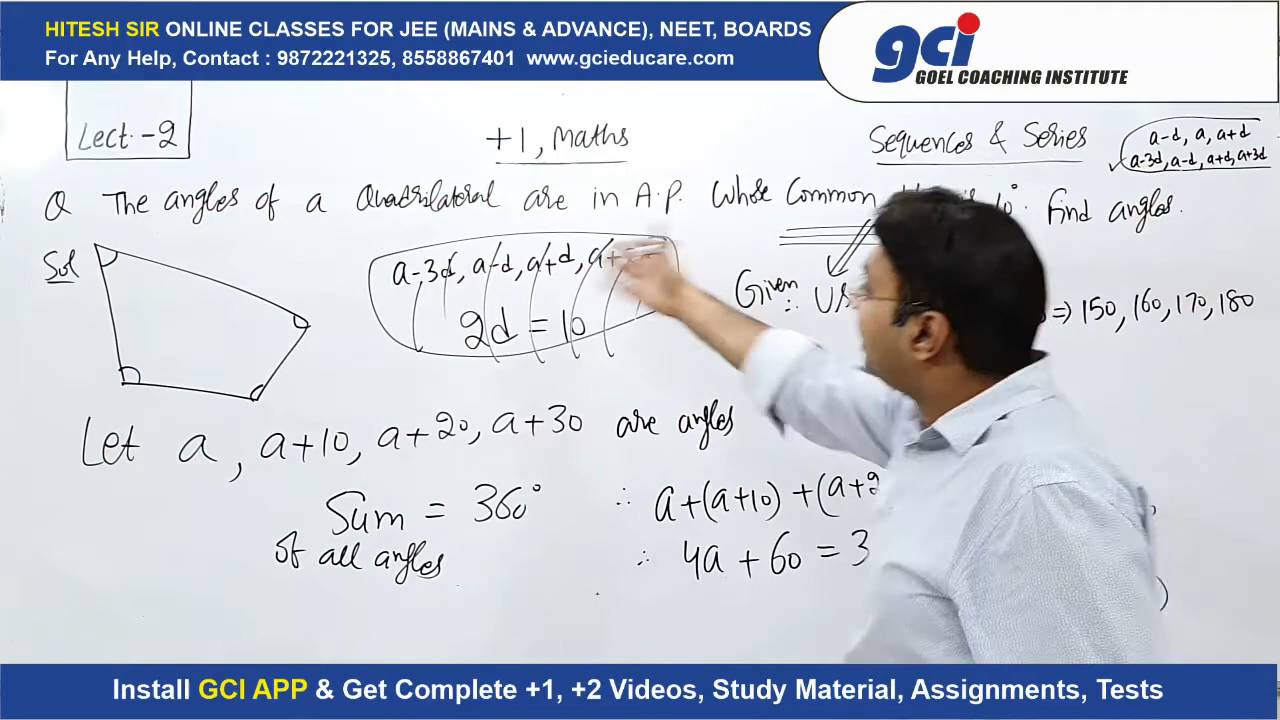 HITESH SIR ONLINE CLASSES FOR JEE (MAINS & ADVANCE), NEET, BOARDS
For Any Help, Contact : 9872221325, 8558867401 www.gcieducare.com
gci
GOEL COACHING INSTITUTE
Lect.-2
+1, Maths
Sequences & Series
a-d, a, a+d
a-3d, a-d, a+d, a+3d
Q The angles of a Quadrilateral are in A.P. Whose Common 10°. Find angles.
Sol
a-3d, a-d, a+d, a+
2d = 10
Given
∴ US
⇒ 150, 160, 170, 180
Let a, a+10, a+20, a+30 are angles
Sum = 360°
of all angles
∴ a+(a+10)+(a+2
∴ 4a + 60 = 3
Install GCI APP & Get Complete +1, +2 Videos, Study Material, Assignments, Tests